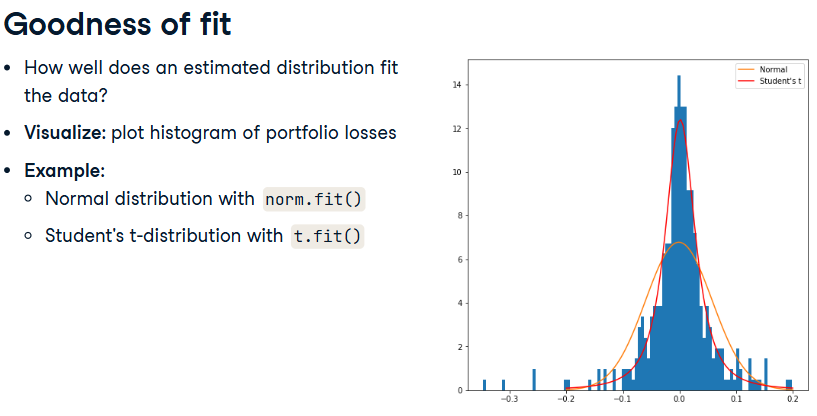 Goodness of fit
• How well does an estimated distribution fit
the data?
• Visualize: plot histogram of portfolio losses
• Example:
○ Normal distribution with norm.fit()
○ Student's t-distribution with t.fit()
Normal
Student's t
14
12
10
8
6
4
2
0
−0.3 −0.2 −0.1 0.0 0.1 0.2